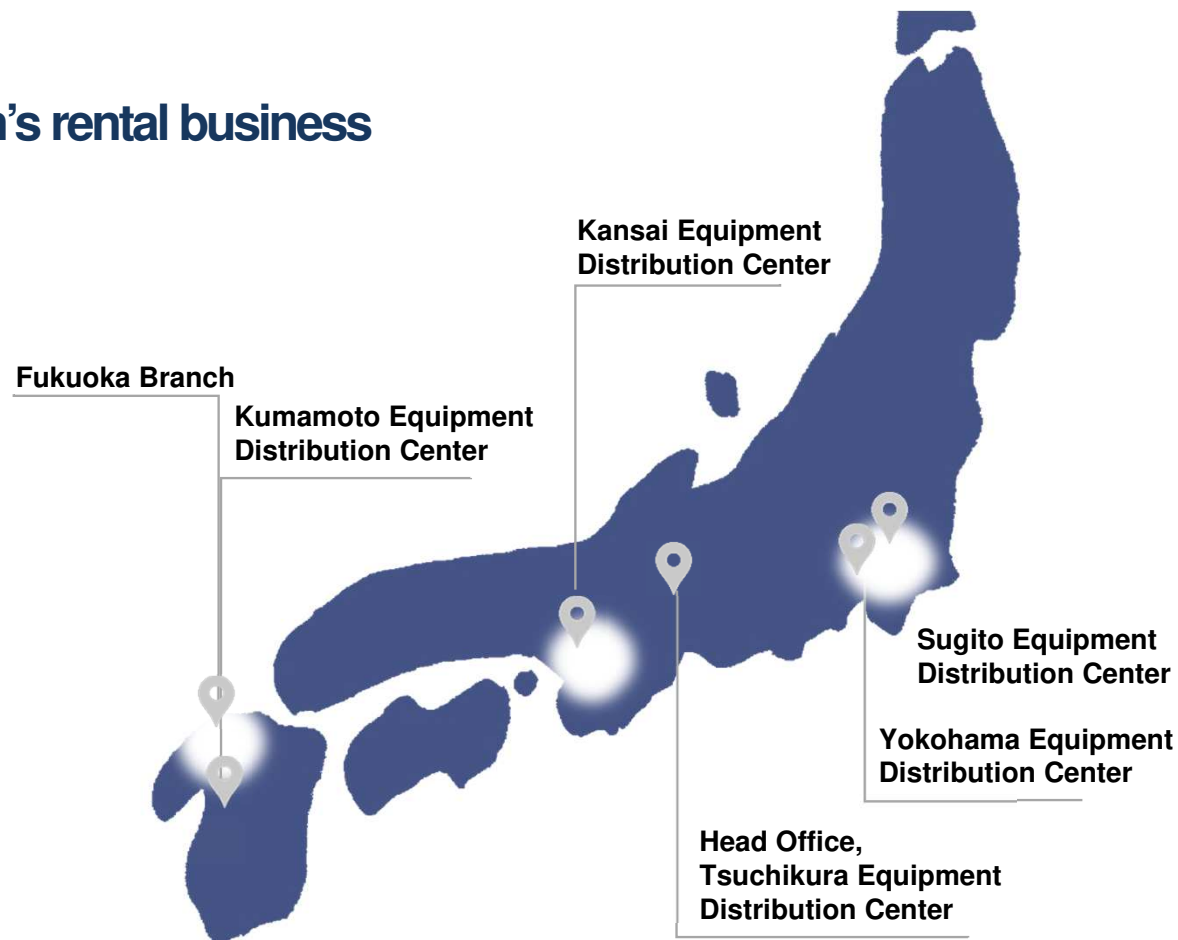 n's rental business
Kansai Equipment
Distribution Center
Fukuoka Branch
Kumamoto Equipment
Distribution Center
Sugito Equipment
Distribution Center
Yokohama Equipment
Distribution Center
Head Office,
Tsuchikura Equipment
Distribution Center